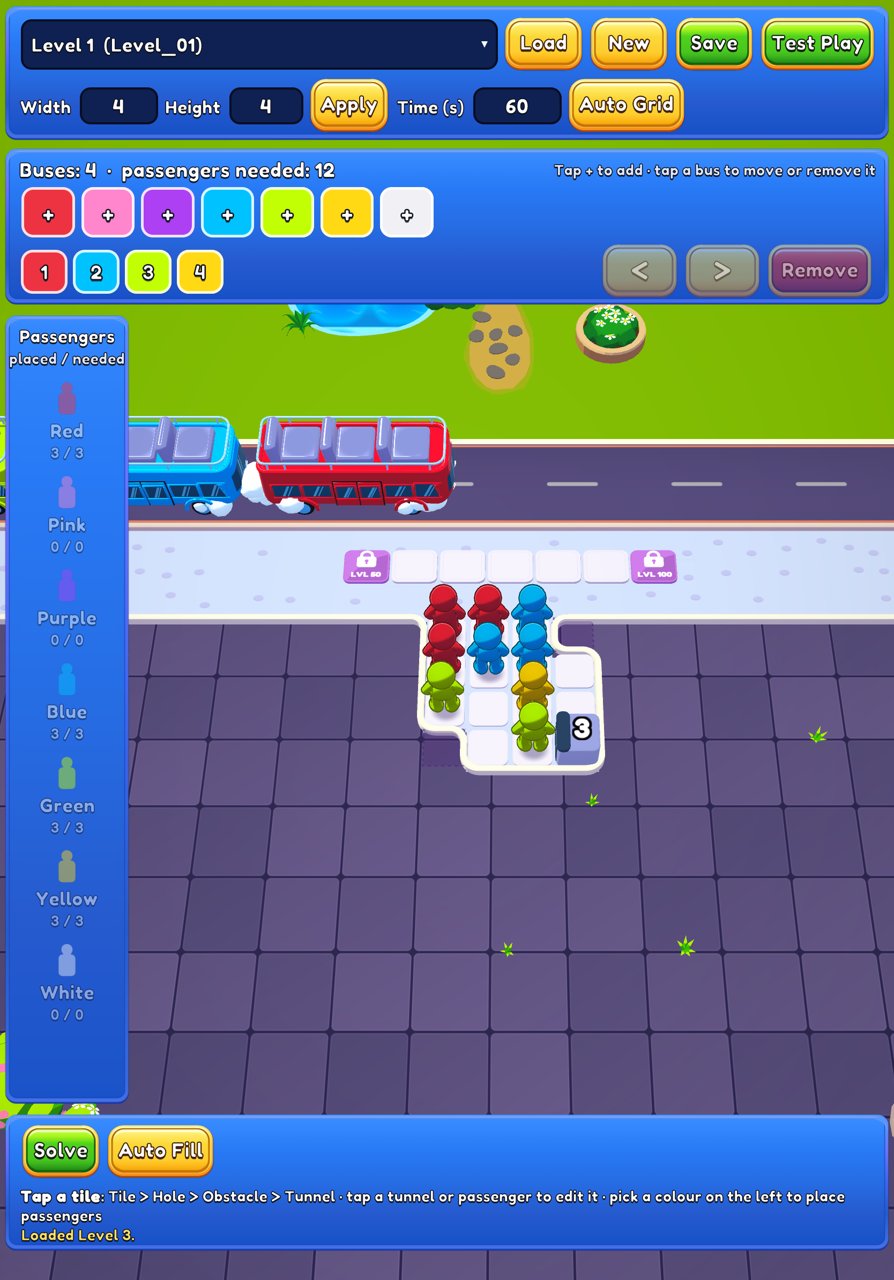 Level 1 (Level_01)
Load
New
Save
Test Play
Width 4 Height 4 Apply Time (s) 60 Auto Grid
Buses: 4 · passengers needed: 12
Tap + to add · tap a bus to move or remove it
+ + + + + + +
1 2 3 4
< > Remove
Passengers
placed / needed
Red
3 / 3
Pink
0 / 0
Purple
0 / 0
Blue
3 / 3
Green
3 / 3
Yellow
3 / 3
White
0 / 0
LVL 50
LVL 100
3
Solve
Auto Fill
Tap a tile: Tile > Hole > Obstacle > Tunnel · tap a tunnel or passenger to edit it · pick a colour on the left to place
passengers
Loaded Level 3.